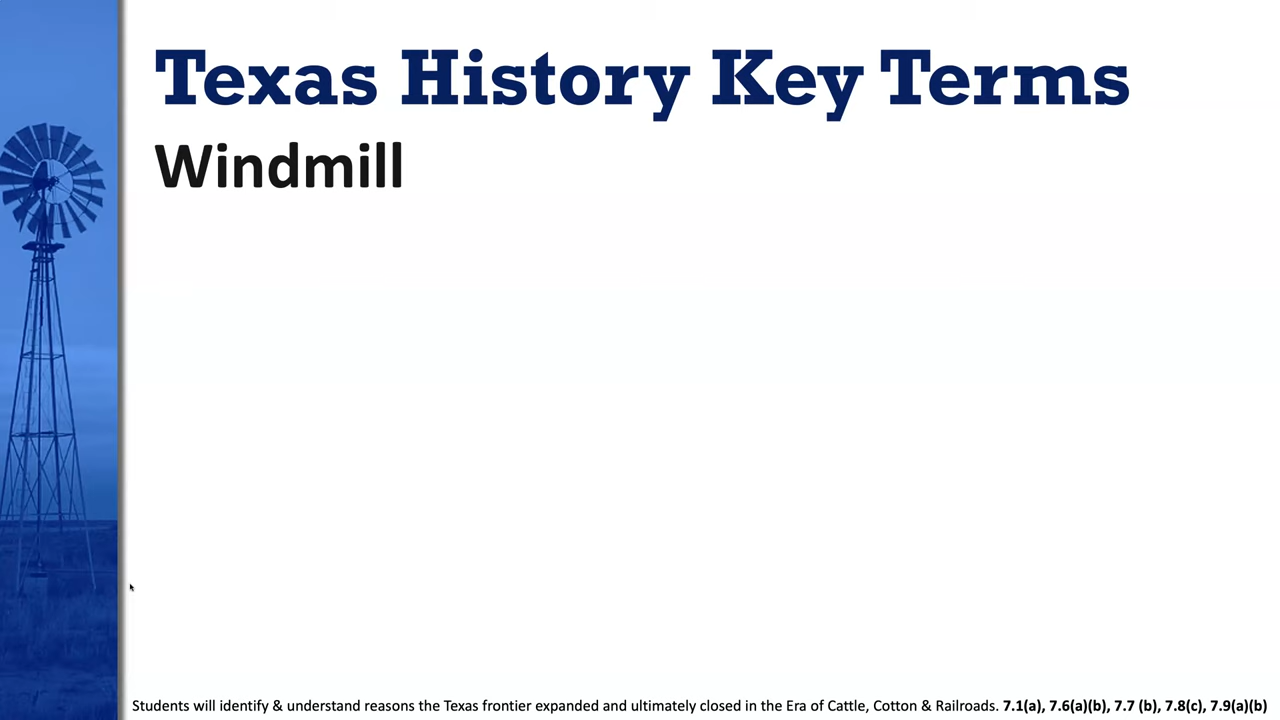 Texas History Key Terms
Windmill
Students will identify & understand reasons the Texas frontier expanded and ultimately closed in the Era of Cattle, Cotton & Railroads. 7.1(a), 7.6(a)(b), 7.7 (b), 7.8(c), 7.9(a)(b)